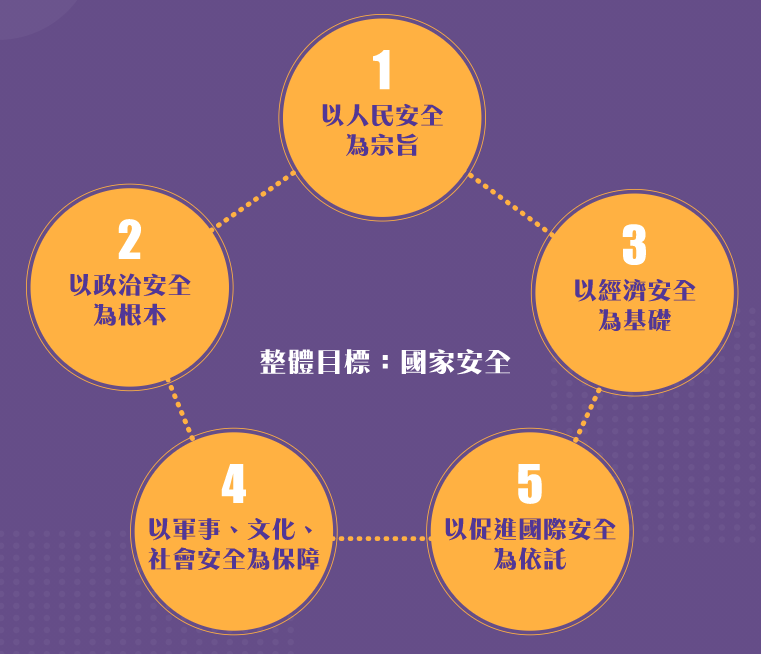 1
以人民安全
為宗旨
2
以政治安全
為根本
3
以經濟安全
為基礎
整體目標：國家安全
4
以軍事、文化、
社會安全為保障
5
以促進國際安全
為依託